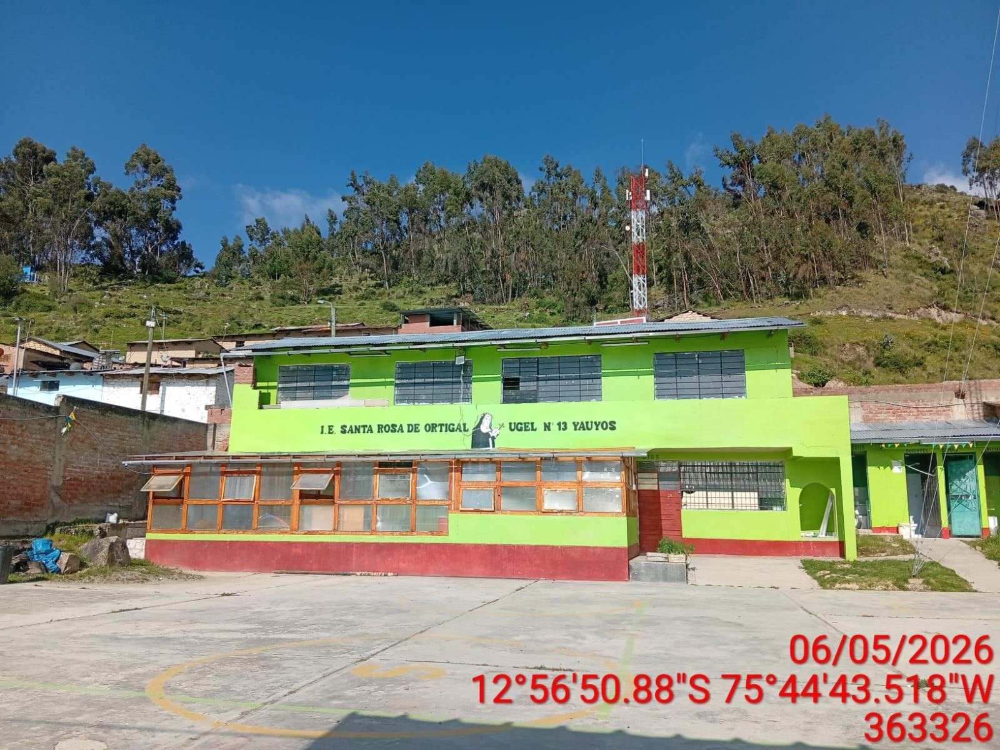 I.E. SANTA ROSA DE ORTIGAL UGEL N° 13 YAUYOS
DOCENTES
06/05/2026
12°56'50.88"S 75°44'43.518"W
363326